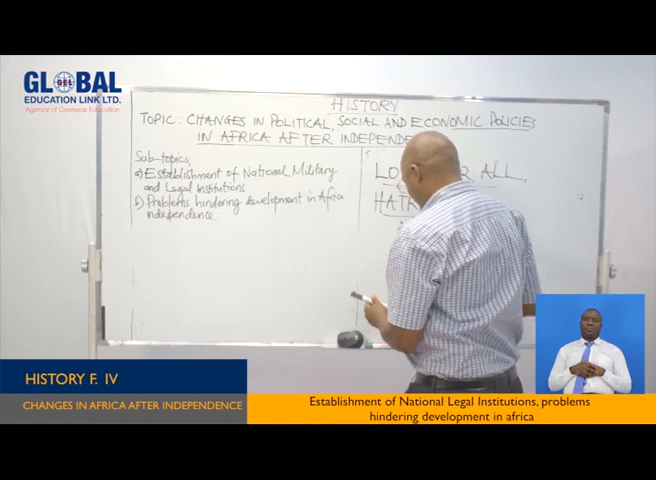 GLOBAL
GEL
EDUCATION LINK LTD.
Agency of Overseas Education
HISTORY
TOPIC: CHANGES IN POLITICAL, SOCIAL AND ECONOMIC POLICIES
IN AFRICA AFTER INDEPENDE
Sub-topics,
a) Establishment of National Military
and Legal Institutions
b) Problems hindering development in Africa
independence
ALL,
HISTORY F. IV
CHANGES IN AFRICA AFTER INDEPENDENCE
Establishment of National Legal Institutions, problems
hindering development in africa